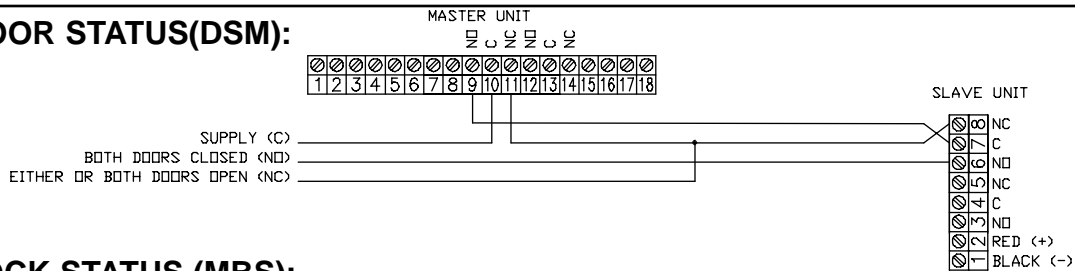 OOR STATUS(DSM):
MASTER UNIT
NO C NC NO C NC
1 2 3 4 5 6 7 8 9 10 11 12 13 14 15 16 17 18
SLAVE UNIT
8 NC
7 C
6 NO
5 NC
4 C
3 NO
2 RED (+)
1 BLACK (-)
SUPPLY (C)
BOTH DOORS CLOSED (NO)
EITHER OR BOTH DOORS OPEN (NC)
OCK STATUS (MBS):